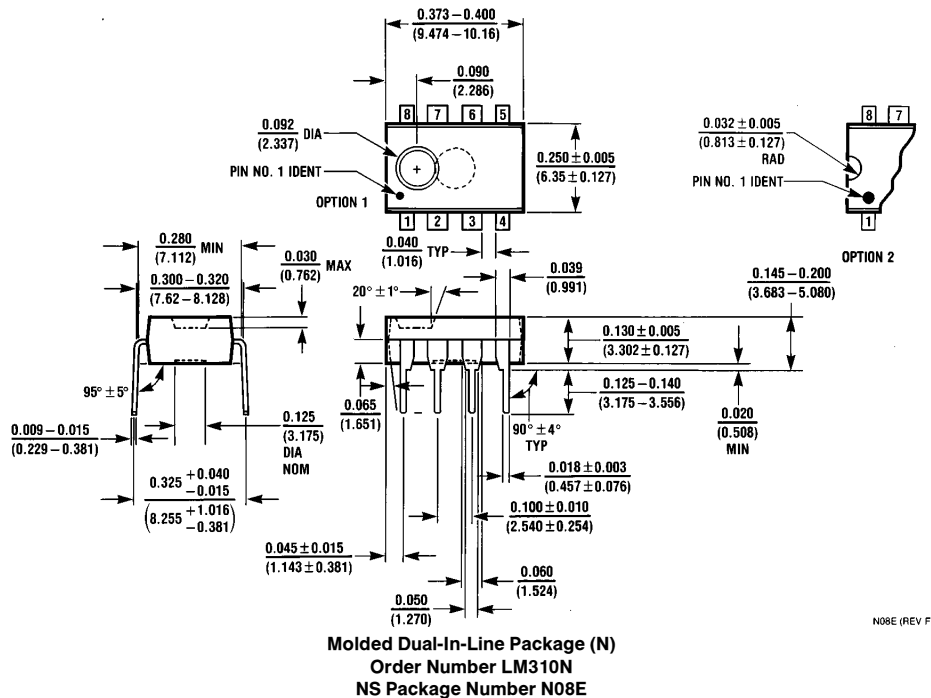 0.373 – 0.400
(9.474 – 10.16)
0.090
(2.286)
8 7 6 5
0.092 DIA
(2.337)
PIN NO. 1 IDENT
OPTION 1
1 2 3 4
0.250 ± 0.005
(6.35 ± 0.127)
0.032 ± 0.005
(0.813 ± 0.127)
RAD
PIN NO. 1 IDENT
8 7
1
OPTION 2
0.280 MIN
(7.112)
0.300 – 0.320
(7.62 – 8.128)
0.030 MAX
(0.762)
0.040 TYP
(1.016)
20° ± 1°
0.039
(0.991)
0.145 – 0.200
(3.683 – 5.080)
0.130 ± 0.005
(3.302 ± 0.127)
0.125 – 0.140
(3.175 – 3.556)
0.020
(0.508)
MIN
95° ± 5°
0.009 – 0.015
(0.229 – 0.381)
0.125
(3.175)
DIA
NOM
0.065
(1.651)
90° ± 4°
TYP
0.018 ± 0.003
(0.457 ± 0.076)
0.325 +0.040
–0.015
(8.255 +1.016
–0.381)
0.100 ± 0.010
(2.540 ± 0.254)
0.045 ± 0.015
(1.143 ± 0.381)
0.060
(1.524)
0.050
(1.270)
N08E (REV F
Molded Dual-In-Line Package (N)
Order Number LM310N
NS Package Number N08E